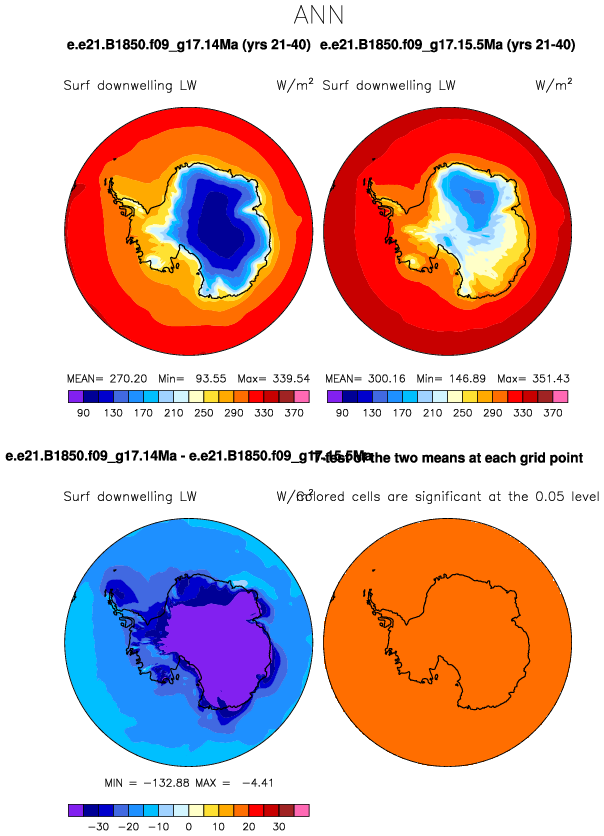 ANN
e.e21.B1850.f09_g17.14Ma (yrs 21-40) e.e21.B1850.f09_g17.15.5Ma (yrs 21-40)
Surf downwelling LW W/m² Surf downwelling LW W/m²
MEAN= 270.20 Min= 93.55 Max= 339.54 MEAN= 300.16 Min= 146.89 Max= 351.43
90 130 170 210 250 290 330 370 90 130 170 210 250 290 330 370
e.e21.B1850.f09_g17.14Ma - e.e21.B1850.f09_g17.15.5Ma T-test of the two means at each grid point
Surf downwelling LW W/m² Colored cells are significant at the 0.05 level
MIN = -132.88 MAX = -4.41
-30 -20 -10 0 10 20 30